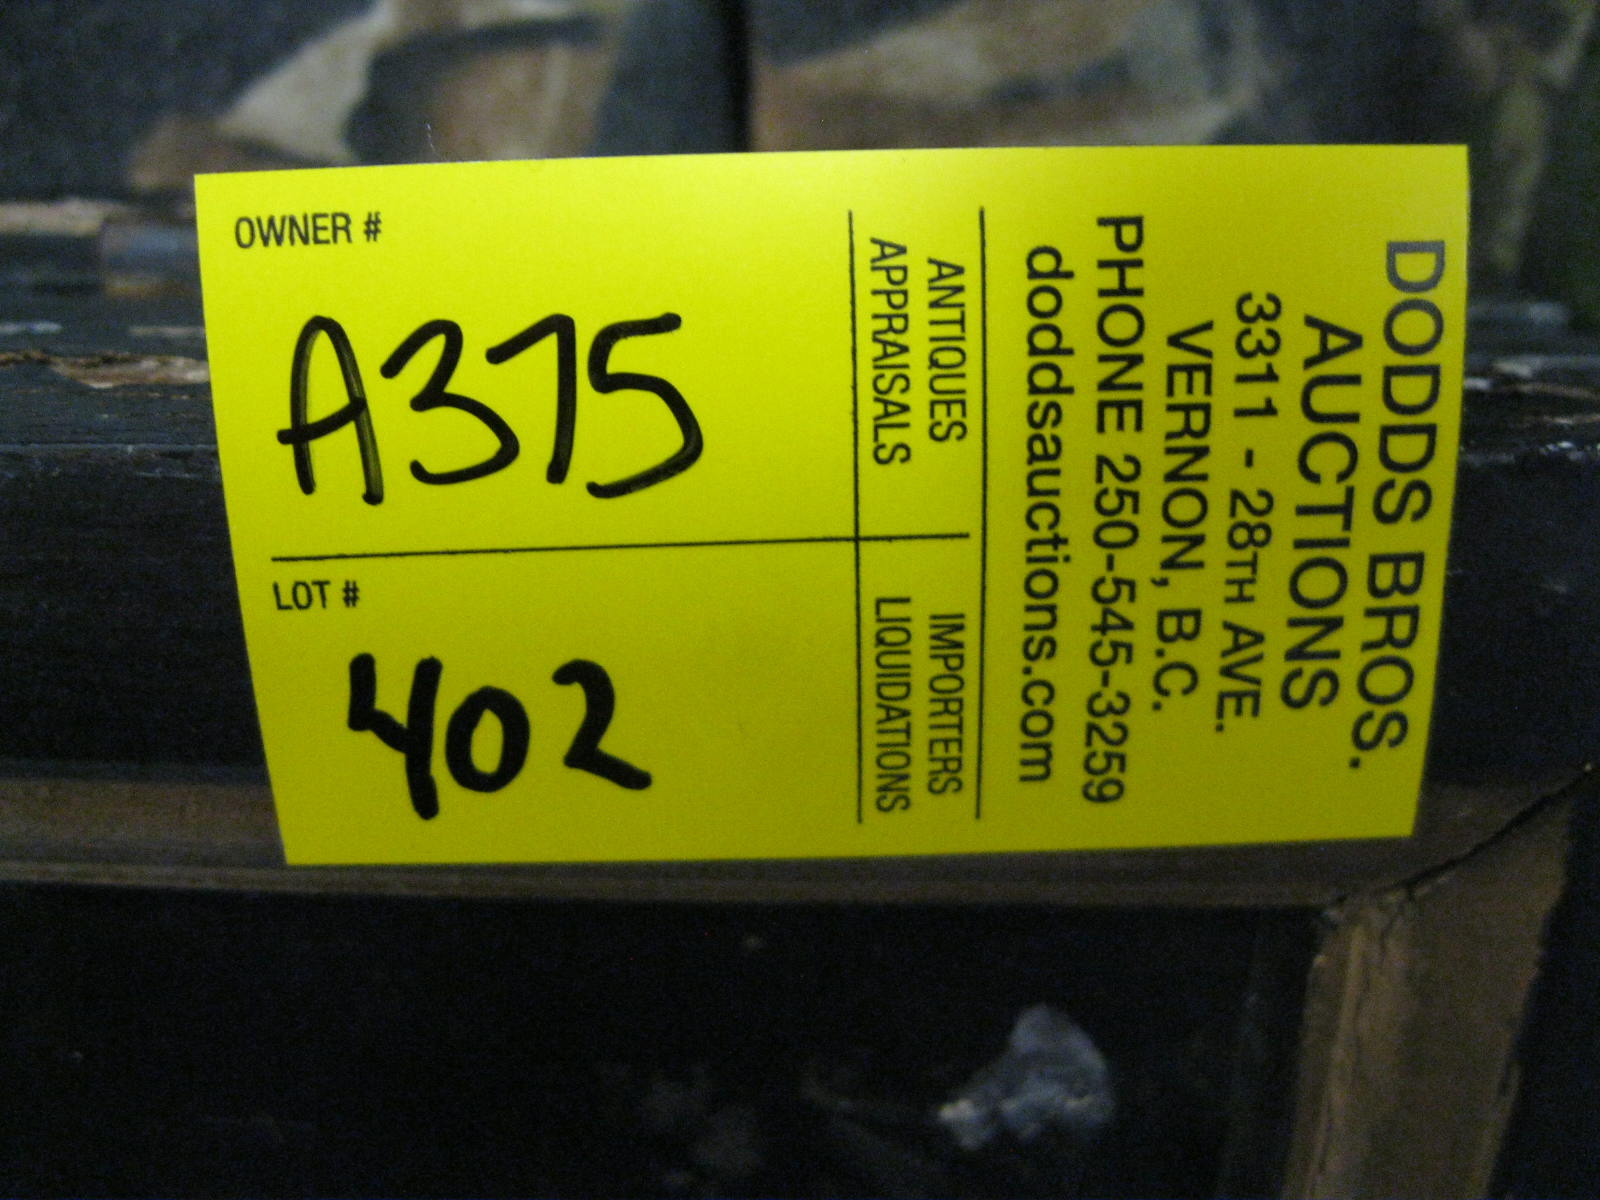 OWNER #
A375
LOT #
402
ANTIQUES
APPRAISALS
IMPORTERS
LIQUIDATIONS
DODDS BROS.
AUCTIONS
3311 - 28TH AVE.
VERNON, B.C.
PHONE 250-545-3259
doddsauctions.com